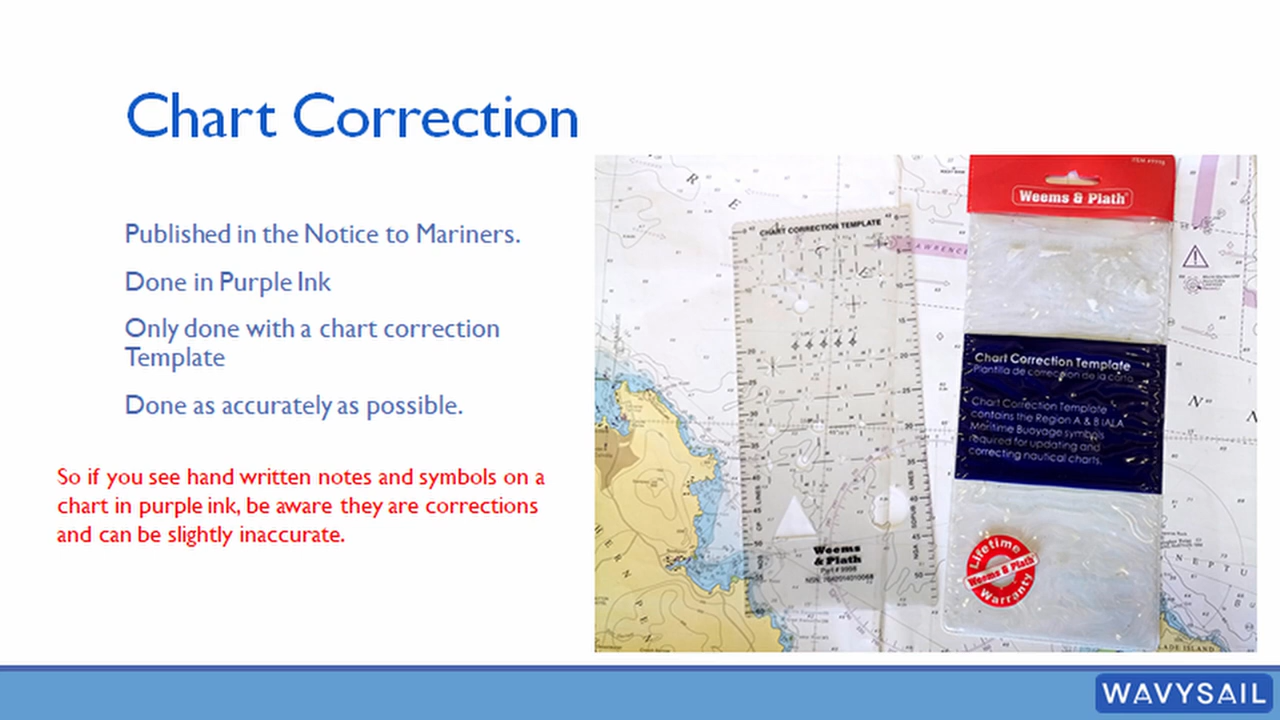 Chart Correction
Published in the Notice to Mariners.
Done in Purple Ink
Only done with a chart correction
Template
Done as accurately as possible.
So if you see hand written notes and symbols on a
chart in purple ink, be aware they are corrections
and can be slightly inaccurate.
CHART CORRECTION TEMPLATE
Weems
& Plath
Part # 9998
Weems & Plath
Chart Correction Template
Plantilla de corrección de la carta
Chart Correction Template
contains the Region A & B IALA
Maritime Buoyage symbols
required for updating and
correcting nautical charts.
Lifetime
Weems & Plath
Warranty
WAVYSAIL